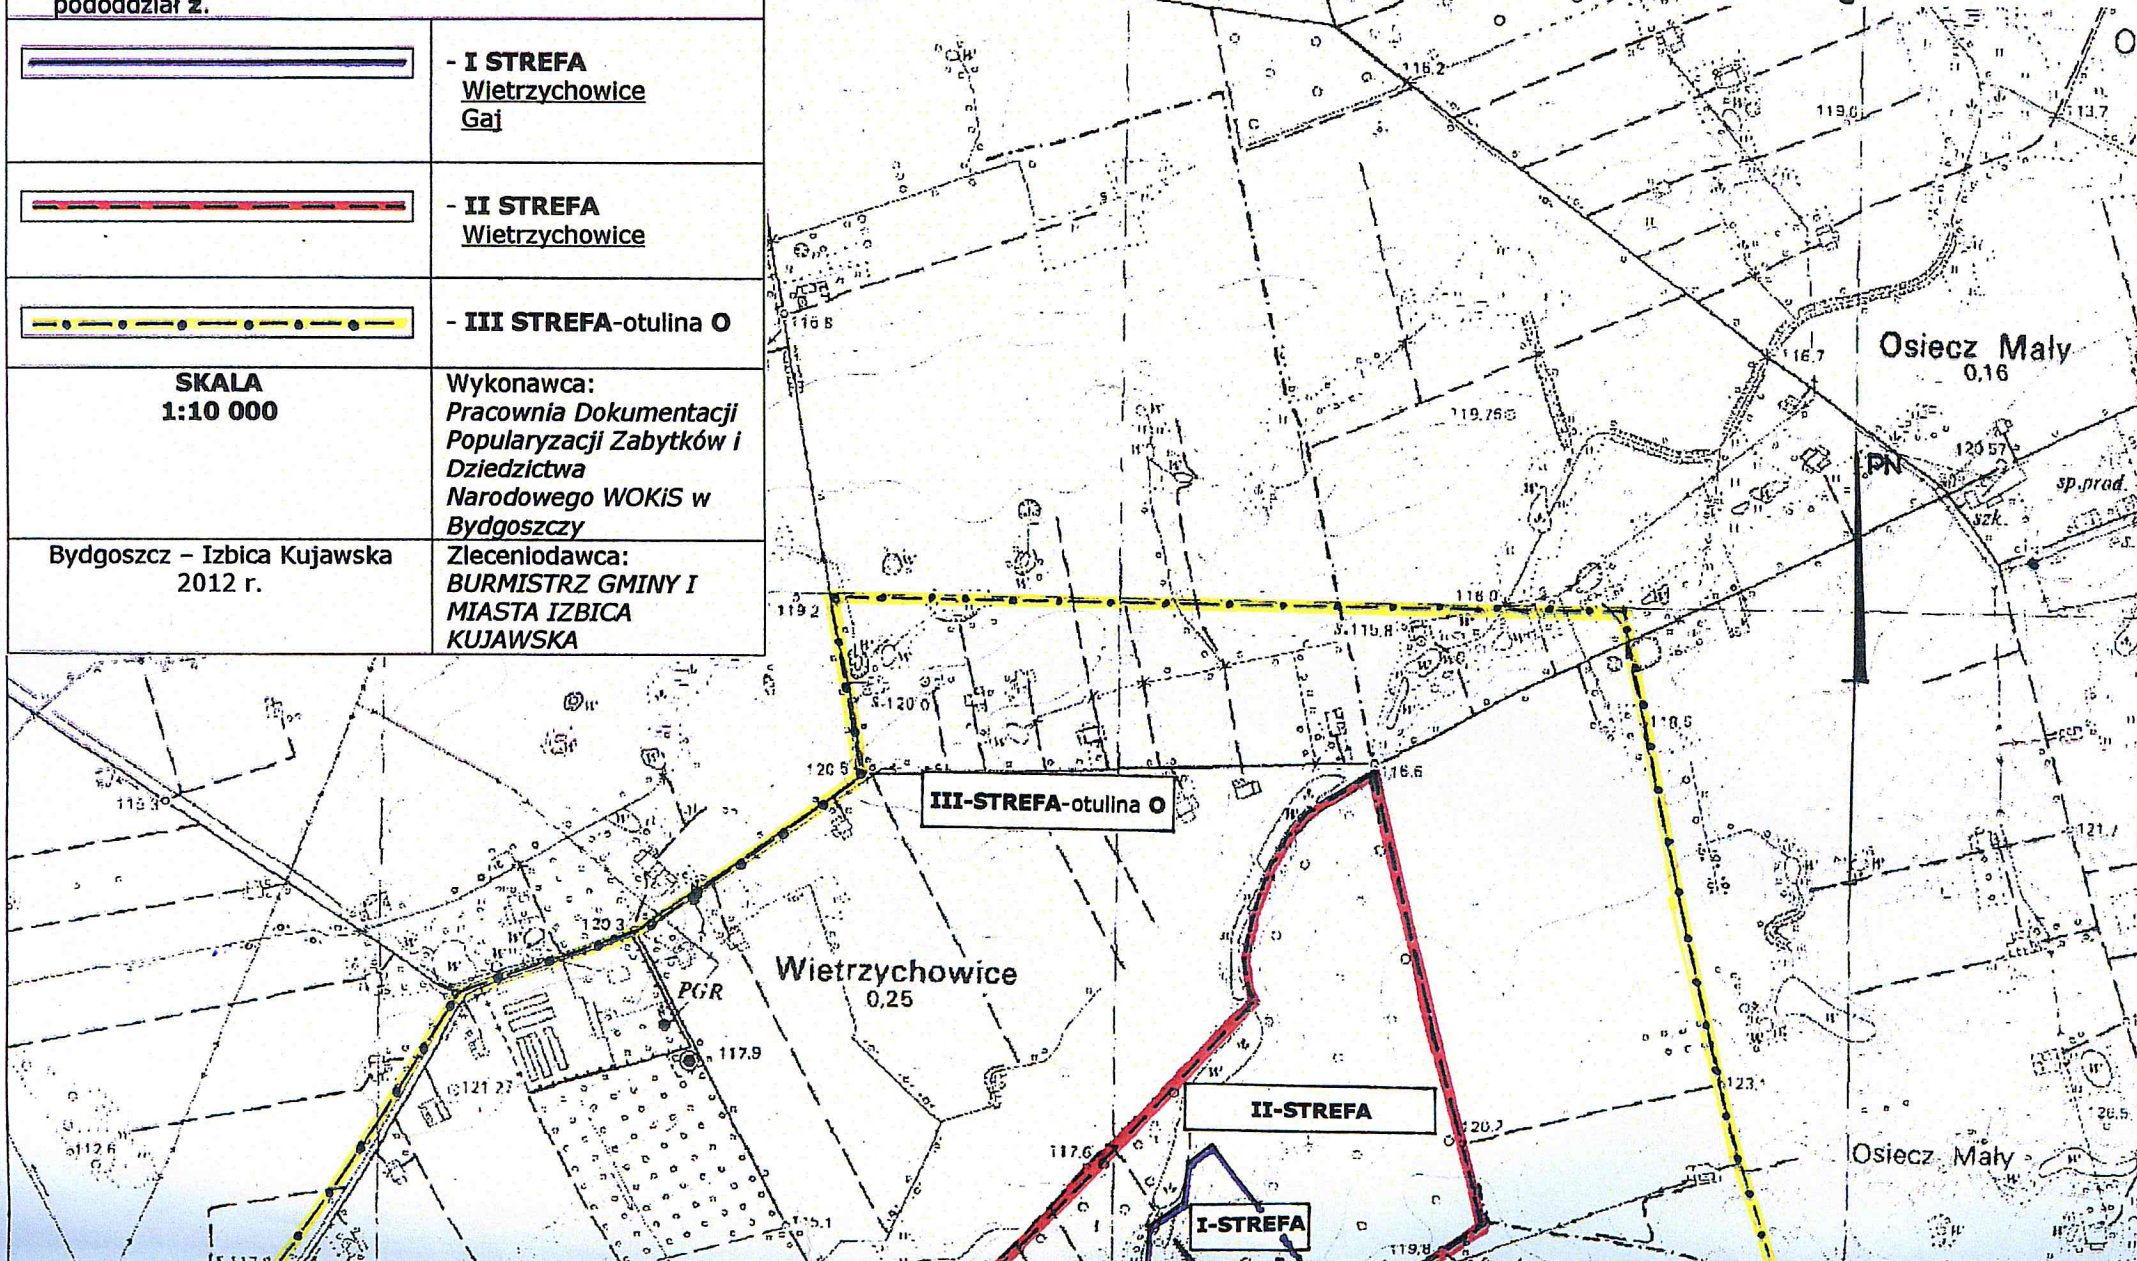 pododdział z.
- I STREFA
Wietrzychowice
Gaj
- II STREFA
Wietrzychowice
- III STREFA-otulina O
SKALA
1:10 000
Wykonawca:
Pracownia Dokumentacji
Popularyzacji Zabytków i
Dziedzictwa
Narodowego WOKiS w
Bydgoszczy
Bydgoszcz – Izbica Kujawska
2012 r.
Zleceniodawca:
BURMISTRZ GMINY I
MIASTA IZBICA
KUJAWSKA
O
116.2
119.0
113.7
116.8
116.7
Osiecz Mały
0,16
119.76
120.57
PN
sp.prod.
szk.
119.2
118.0
S-120.0
118.6
120.5
116.6
III-STREFA-otulina O
121.7
120.3
Wietrzychowice
0,25
PGR
117.9
121.27
123.1
II-STREFA
120.7
126.5
112.6
117.6
Osiecz Mały
I-STREFA
115.1
119.8